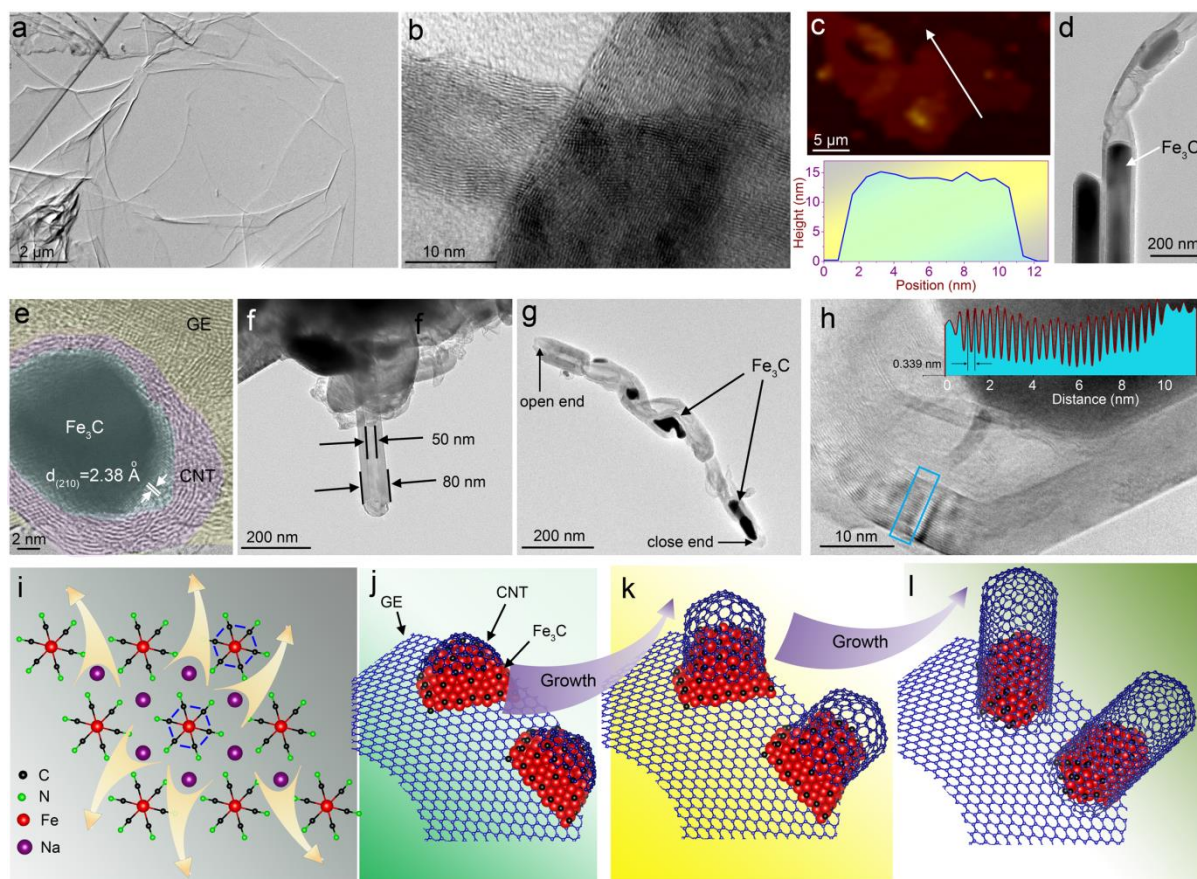 a
2 µm
b
10 nm
c
5 µm
15
10
5
0
Height (nm)
0 2 4 6 8 10 12
Position (nm)
d
Fe₃C
200 nm
e
GE
Fe₃C
d(210)=2.38 Å
CNT
2 nm
f
f
50 nm
80 nm
200 nm
g
Fe₃C
open end
200 nm
close end
h
0.339 nm
0 2 4 6 8 10
Distance (nm)
10 nm
i
C
N
Fe
Na
j
GE
CNT
Fe₃C
Growth
k
Growth
l